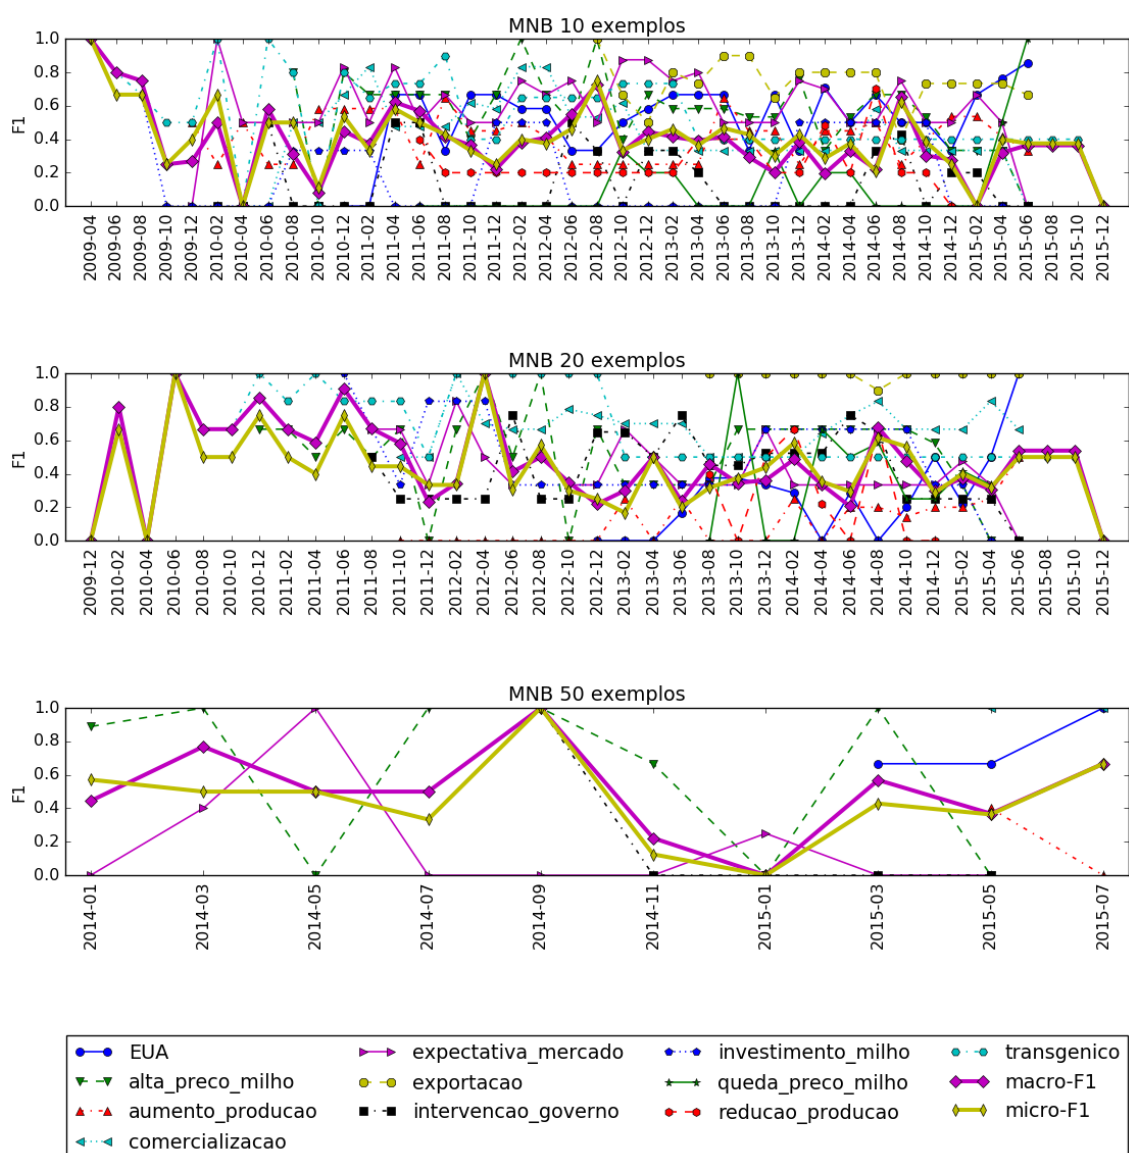 MNB 10 exemplos
1.0
0.8
0.6
0.4
0.2
0.0
F1
2009-04 2009-06 2009-08 2009-10 2009-12 2010-02 2010-04 2010-06 2010-08 2010-10 2010-12 2011-02 2011-04 2011-06 2011-08 2011-10 2011-12 2012-02 2012-04 2012-06 2012-08 2012-10 2012-12 2013-02 2013-04 2013-06 2013-08 2013-10 2013-12 2014-02 2014-04 2014-06 2014-08 2014-10 2014-12 2015-02 2015-04 2015-06 2015-08 2015-10 2015-12
MNB 20 exemplos
1.0
0.8
0.6
0.4
0.2
0.0
F1
2009-12 2010-02 2010-04 2010-06 2010-08 2010-10 2010-12 2011-02 2011-04 2011-06 2011-08 2011-10 2011-12 2012-02 2012-04 2012-06 2012-08 2012-10 2012-12 2013-02 2013-04 2013-06 2013-08 2013-10 2013-12 2014-02 2014-04 2014-06 2014-08 2014-10 2014-12 2015-02 2015-04 2015-06 2015-08 2015-10 2015-12
MNB 50 exemplos
1.0
0.8
0.6
0.4
0.2
0.0
F1
2014-01 2014-03 2014-05 2014-07 2014-09 2014-11 2015-01 2015-03 2015-05 2015-07
EUA expectativa_mercado investimento_milho transgenico
alta_preco_milho exportacao queda_preco_milho macro-F1
aumento_producao intervencao_governo reducao_producao micro-F1
comercializacao